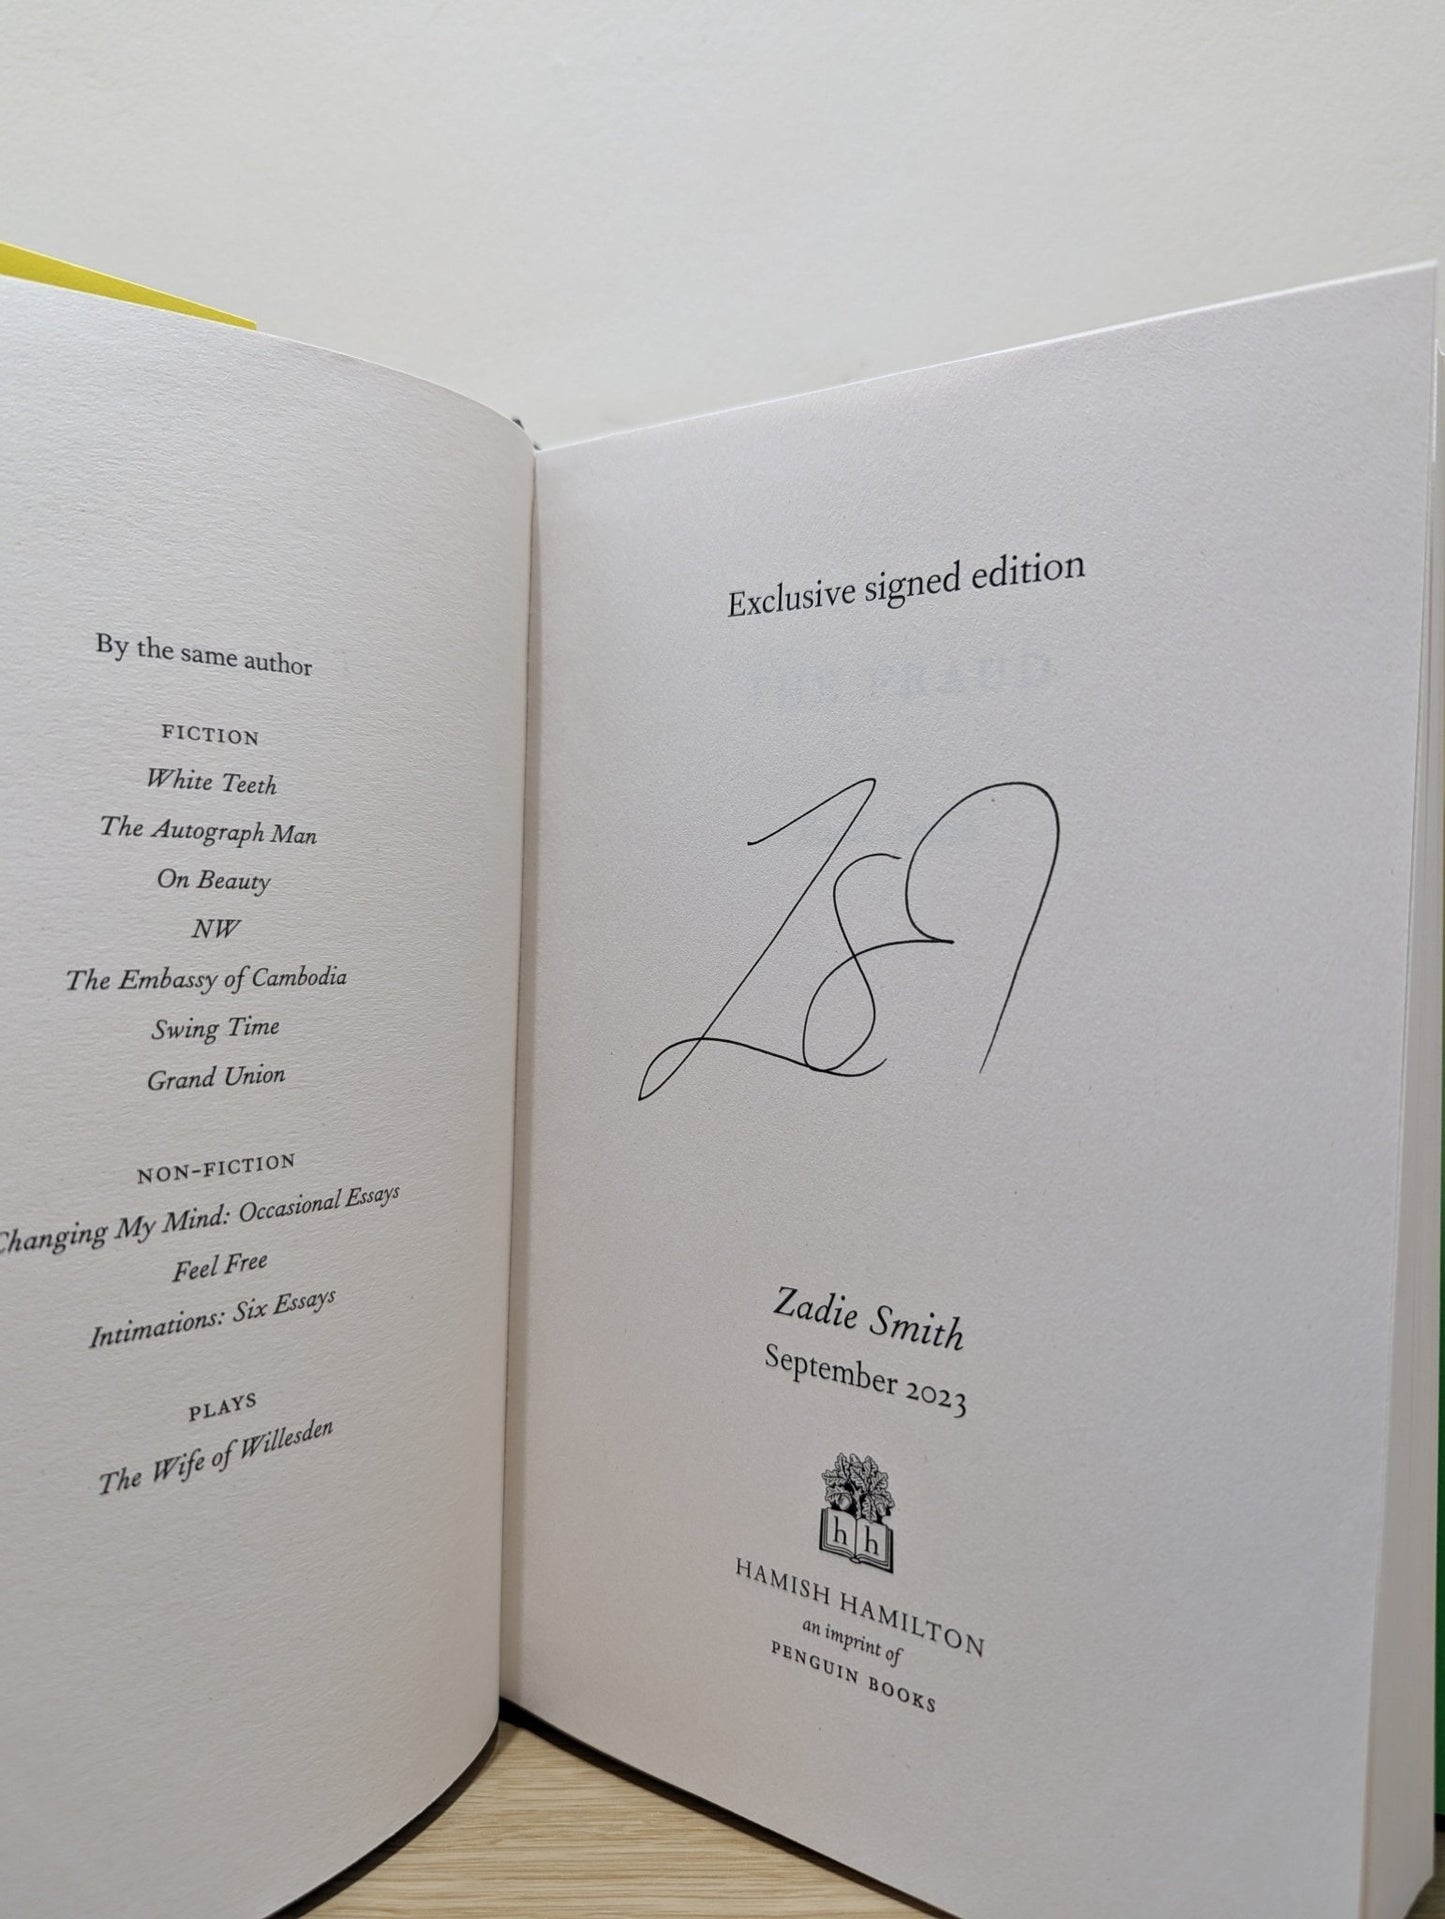 By the same author
FICTION
White Teeth
The Autograph Man
On Beauty
NW
The Embassy of Cambodia
Swing Time
Grand Union
NON-FICTION
Changing My Mind: Occasional Essays
Feel Free
Intimations: Six Essays
PLAYS
The Wife of Willesden
Exclusive signed edition
THE FRAUD
Zadie Smith
September 2023
h h
HAMISH HAMILTON
an imprint of
PENGUIN BOOKS